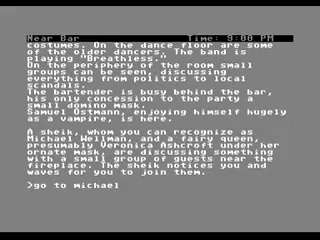 Near Bar Time: 9:00 PM
costumes. On the dance floor are some
of the older dancers. The band is
playing "Breathless."
On the periphery of the room small
groups can be seen, discussing
everything from politics to local
scandals.
The bartender is busy behind the bar,
his only concession to the party a
small domino mask.
Samuel Ostmann, enjoying himself hugely
as a vampire, is here.
A sheik, whom you can recognize as
Michael Wellman, and a fairy queen,
presumably Veronica Ashcroft under her
ornate mask, are discussing something
with a small group of guests near the
fireplace. The sheik notices you and
waves for you to join them.
>go to michael